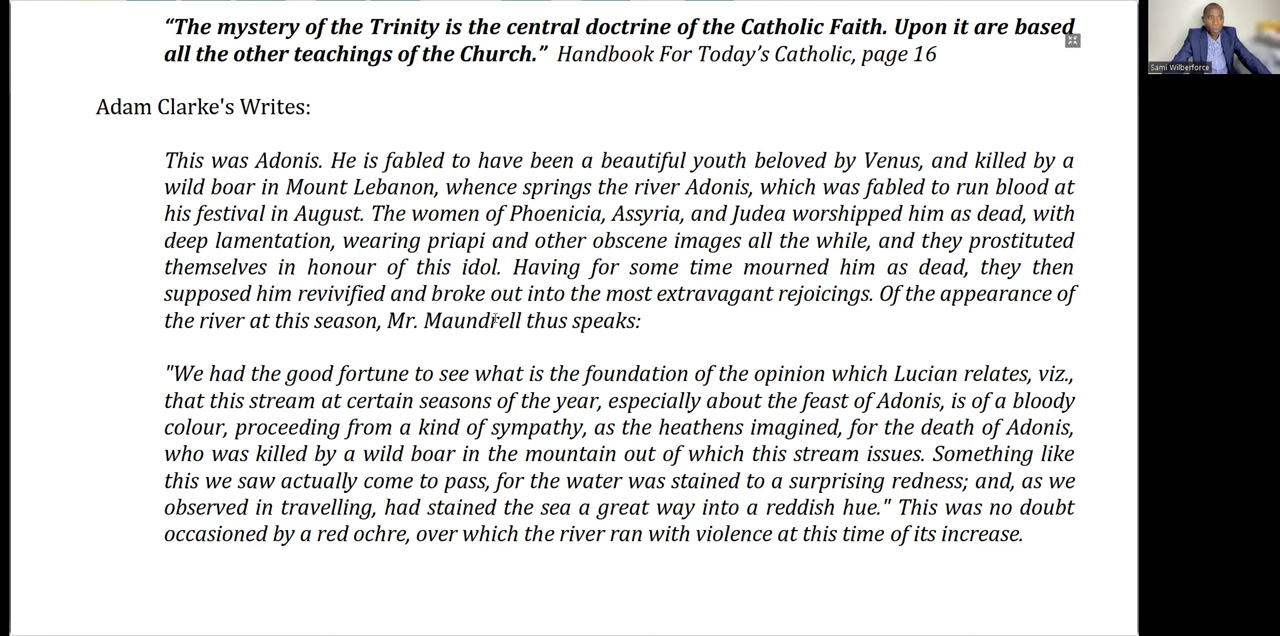 “The mystery of the Trinity is the central doctrine of the Catholic Faith. Upon it are based
all the other teachings of the Church.” Handbook For Today’s Catholic, page 16
Sami Wilberforce
Adam Clarke's Writes:
This was Adonis. He is fabled to have been a beautiful youth beloved by Venus, and killed by a
wild boar in Mount Lebanon, whence springs the river Adonis, which was fabled to run blood at
his festival in August. The women of Phoenicia, Assyria, and Judea worshipped him as dead, with
deep lamentation, wearing priapi and other obscene images all the while, and they prostituted
themselves in honour of this idol. Having for some time mourned him as dead, they then
supposed him revivified and broke out into the most extravagant rejoicings. Of the appearance of
the river at this season, Mr. Maundrell thus speaks:
"We had the good fortune to see what is the foundation of the opinion which Lucian relates, viz.,
that this stream at certain seasons of the year, especially about the feast of Adonis, is of a bloody
colour, proceeding from a kind of sympathy, as the heathens imagined, for the death of Adonis,
who was killed by a wild boar in the mountain out of which this stream issues. Something like
this we saw actually come to pass, for the water was stained to a surprising redness; and, as we
observed in travelling, had stained the sea a great way into a reddish hue." This was no doubt
occasioned by a red ochre, over which the river ran with violence at this time of its increase.